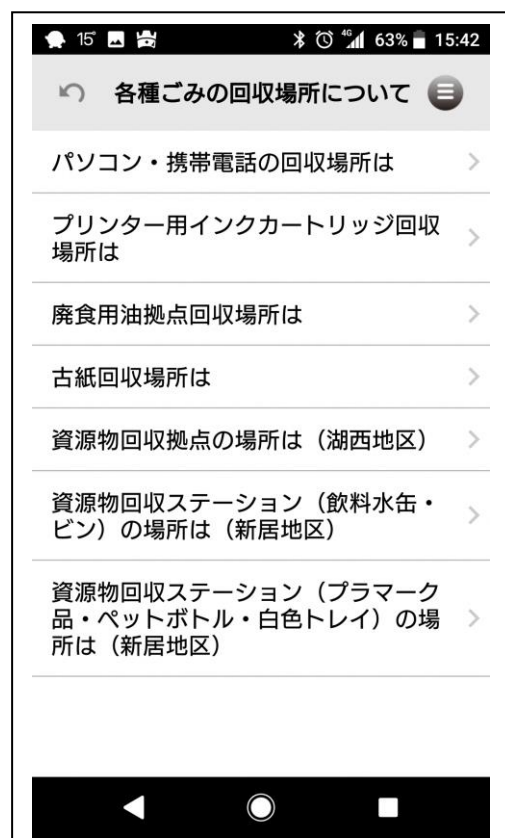 15° 4G 63% 15:42
各種ごみの回収場所について
パソコン・携帯電話の回収場所は
プリンター用インクカートリッジ回収
場所は
廃食用油拠点回収場所は
古紙回収場所は
資源物回収拠点の場所は（湖西地区）
資源物回収ステーション（飲料水缶・
ビン）の場所は（新居地区）
資源物回収ステーション（プラマーク
品・ペットボトル・白色トレイ）の場
所は（新居地区）